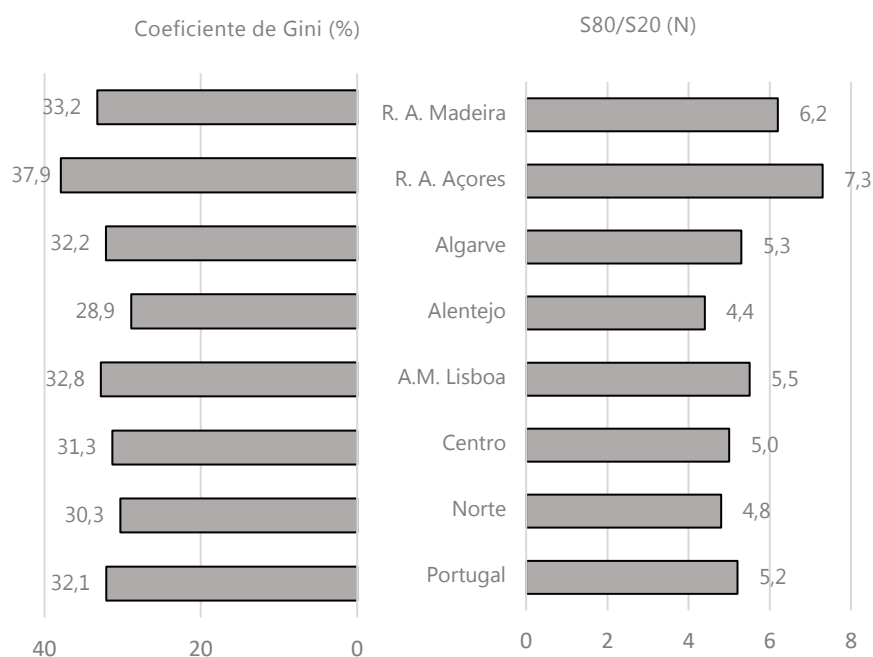 Coeficiente de Gini (%)
S80/S20 (N)
33,2
R. A. Madeira
6,2
37,9
R. A. Açores
7,3
32,2
Algarve
5,3
28,9
Alentejo
4,4
32,8
A.M. Lisboa
5,5
31,3
Centro
5,0
30,3
Norte
4,8
32,1
Portugal
5,2
40 20 0
0 2 4 6 8